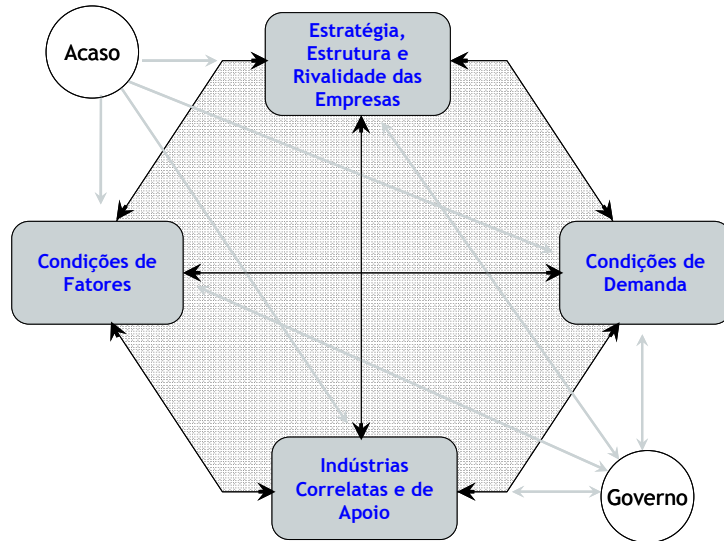 Acaso
Estratégia,
Estrutura e
Rivalidade das
Empresas
Condições de
Fatores
Condições de
Demanda
Indústrias
Correlatas e de
Apoio
Governo